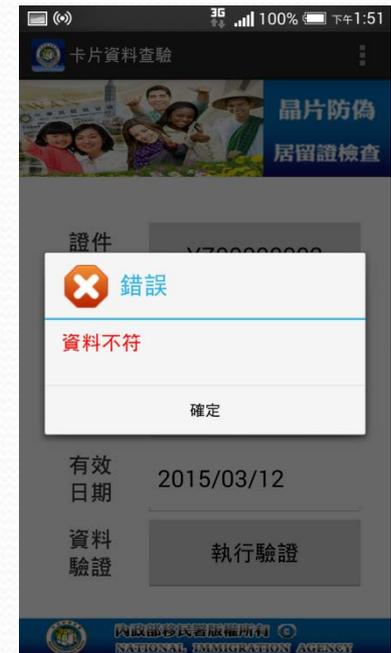 3G 100% 下午1:51
卡片資料查驗
晶片防偽
居留證檢查
證件
錯誤
資料不符
確定
有效
日期
2015/03/12
資料
驗證
執行驗證
內政部移民署版權所有 ©
NATIONAL IMMIGRATION AGENCY